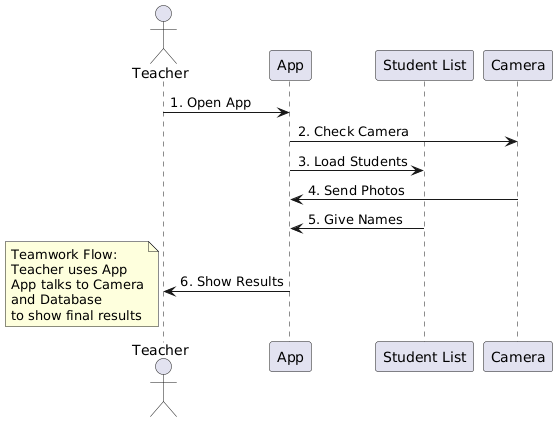 Teacher
App
Student List
Camera
1. Open App
2. Check Camera
3. Load Students
4. Send Photos
5. Give Names
Teamwork Flow:
Teacher uses App
App talks to Camera
and Database
to show final results
6. Show Results
Teacher
App
Student List
Camera